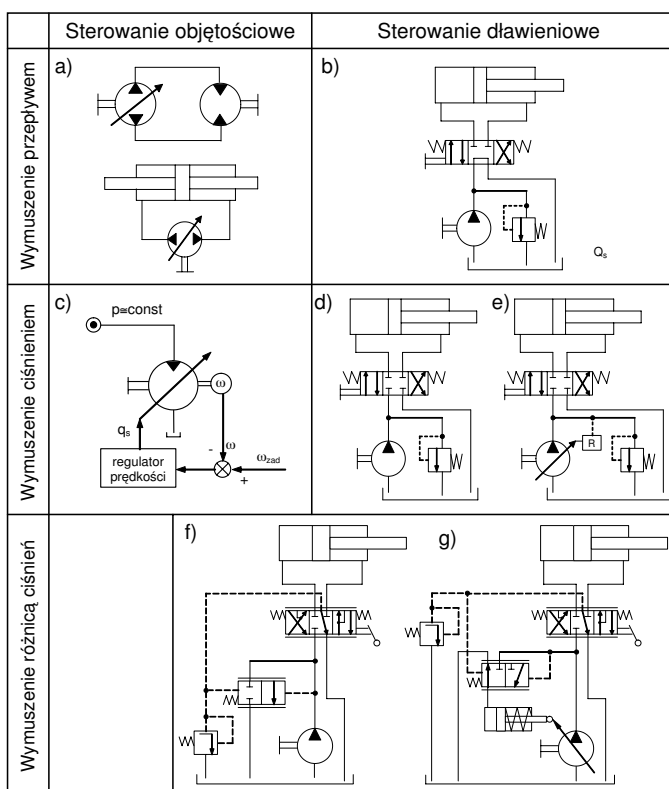 Sterowanie objętościowe
Sterowanie dławieniowe
Wymuszenie przepływem
a)
b)
Qs
Wymuszenie ciśnieniem
c)
p≅const
ω
qs
-
ω
ωzad
+
regulator
prędkości
d)
e)
R
Wymuszenie różnicą ciśnień
f)
g)